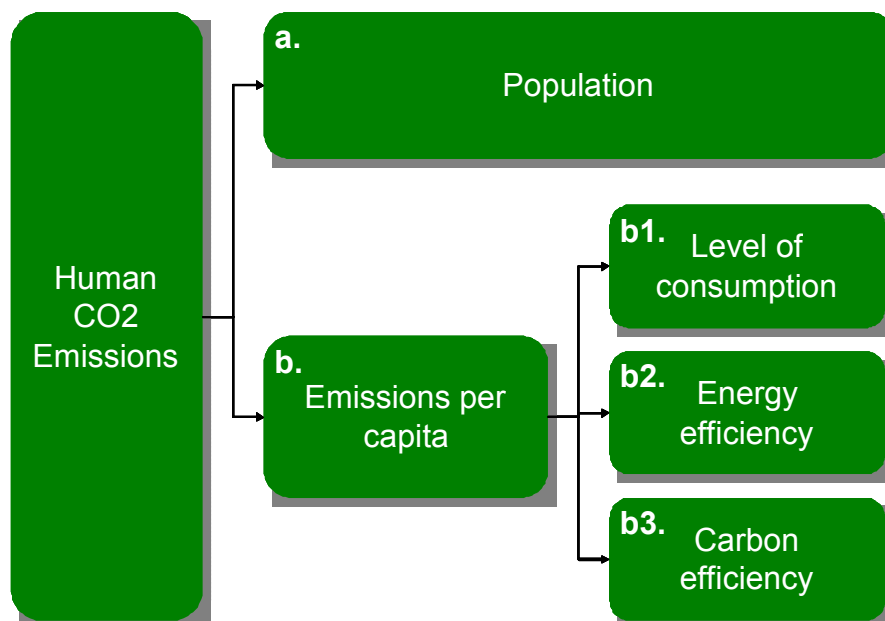 a.
Population
Human
CO2
Emissions
b.
Emissions per
capita
b1.
Level of
consumption
b2.
Energy
efficiency
b3.
Carbon
efficiency